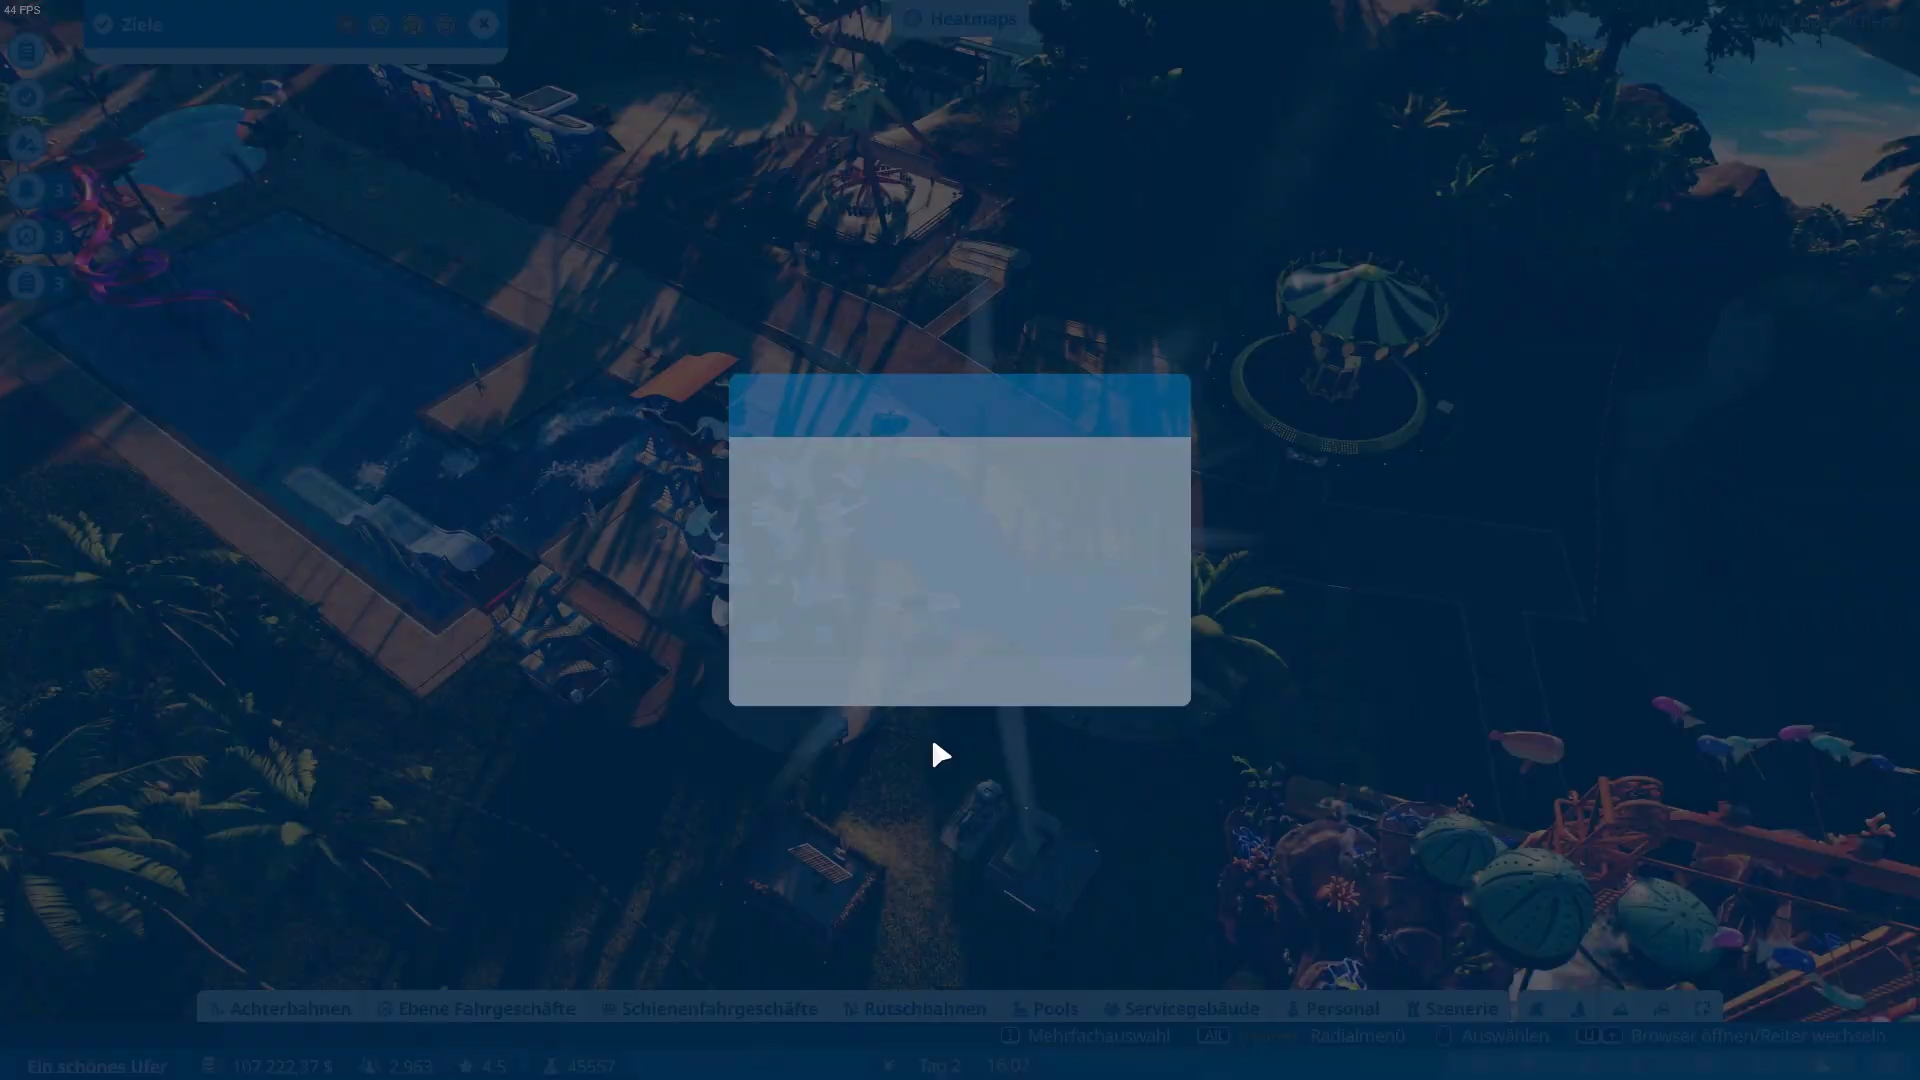 44 FPS
Ziele
Heatmaps
3
3
3
Achterbahnen Ebene Fahrgeschäfte Schienenfahrgeschäfte Rutschbahnen Pools Servicegebäude Personal Szenerie
Mehrfachauswahl Alt Radialmenü Auswählen Browser öffnen/Reiter wechseln
Ein schönes Ufer 107 222,37 $ 2.963 4.5 45557 Tag 2 16:07